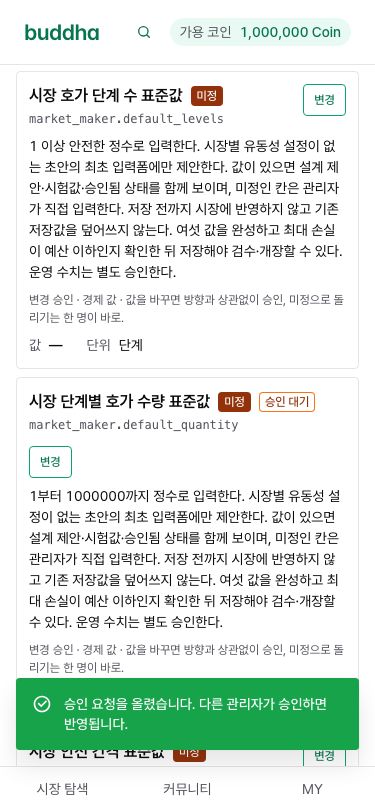 buddha
가용 코인 1,000,000 Coin
시장 호가 단계 수 표준값 미정
변경
market_maker.default_levels
1 이상 안전한 정수로 입력한다. 시장별 유동성 설정이 없
는 초안의 최초 입력폼에만 제안한다. 값이 있으면 설계 제
안·시험값·승인됨 상태를 함께 보이며, 미정인 칸은 관리자
가 직접 입력한다. 저장 전까지 시장에 반영하지 않고 기존
저장값을 덮어쓰지 않는다. 여섯 값을 완성하고 최대 손실
이 예산 이하인지 확인한 뒤 저장해야 검수·개장할 수 있다.
운영 수치는 별도 승인한다.
변경 승인 · 경제 값 · 값을 바꾸면 방향과 상관없이 승인, 미정으로 돌
리기는 한 명이 바로.
값 — 단위 단계
시장 단계별 호가 수량 표준값 미정 승인 대기
market_maker.default_quantity
변경
1부터 1000000까지 정수로 입력한다. 시장별 유동성 설
정이 없는 초안의 최초 입력폼에만 제안한다. 값이 있으면
설계 제안·시험값·승인됨 상태를 함께 보이며, 미정인 칸은
관리자가 직접 입력한다. 저장 전까지 시장에 반영하지 않
고 기존 저장값을 덮어쓰지 않는다. 여섯 값을 완성하고 최
대 손실이 예산 이하인지 확인한 뒤 저장해야 검수·개장할
수 있다. 운영 수치는 별도 승인한다.
변경 승인 · 경제 값 · 값을 바꾸면 방향과 상관없이 승인, 미정으로 돌
리기는 한 명이 바로.
승인 요청을 올렸습니다. 다른 관리자가 승인하면
반영됩니다.
시장 안전 간격 표준값 미정
변경
시장 탐색 커뮤니티 MY